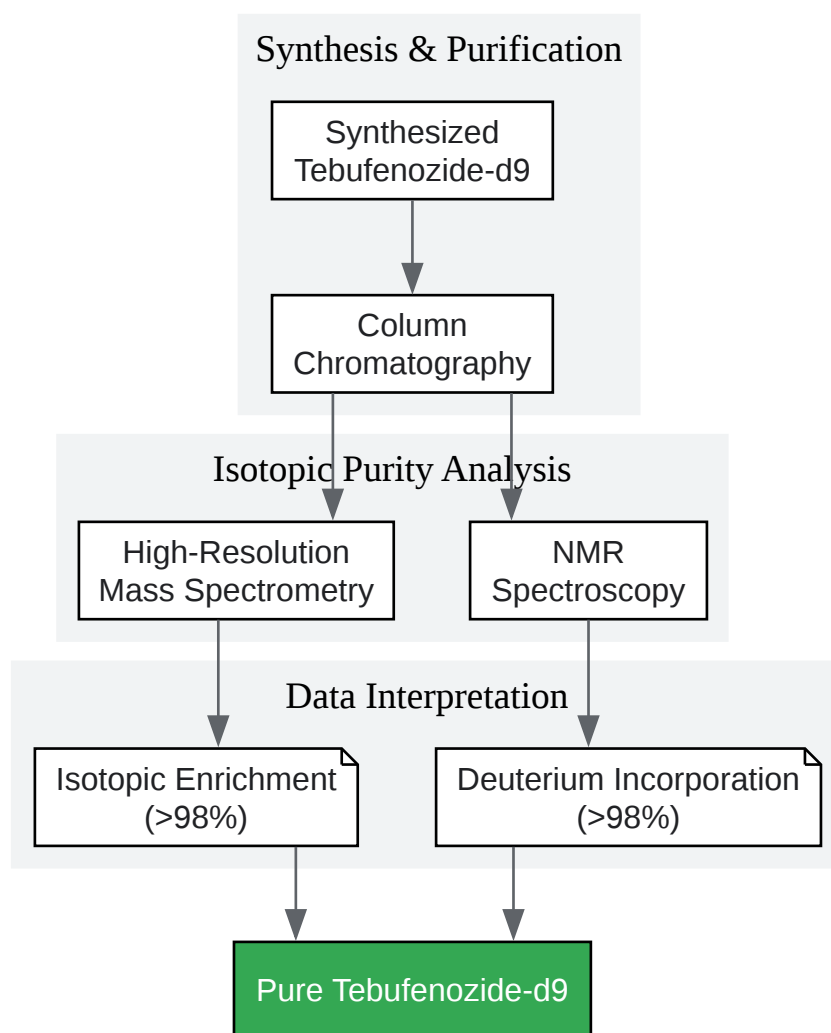 Synthesis & Purification
Synthesized
Tebufenozide-d9
Column
Chromatography
Isotopic Purity Analysis
High-Resolution
Mass Spectrometry
NMR
Spectroscopy
Data Interpretation
Isotopic Enrichment
(>98%)
Deuterium Incorporation
(>98%)
Pure Tebufenozide-d9